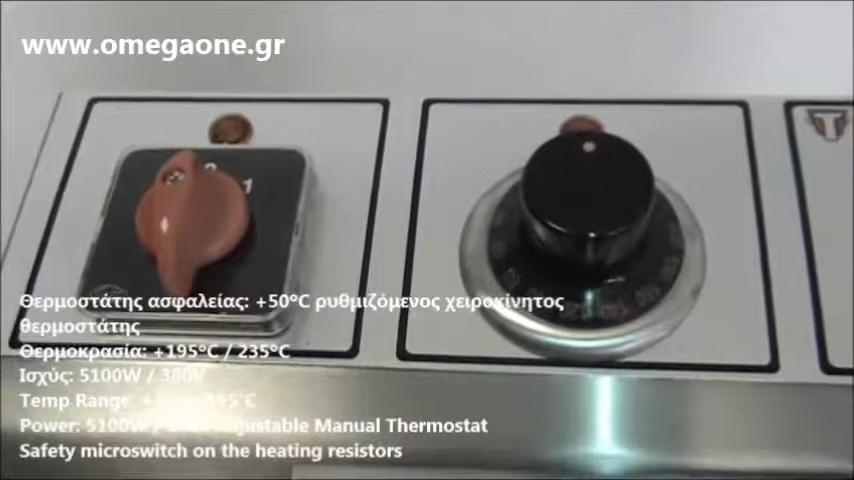 www.omegaone.gr
1
Θερμοστάτης ασφαλείας: +50°C ρυθμιζόμενος χειροκίνητος
θερμοστάτης
Θερμοκρασία: +195°C / 235°C
Ισχύς: 5100W / 380V
Temp Range
Power: 5100W / Adjustable Manual Thermostat
Safety microswitch on the heating resistors